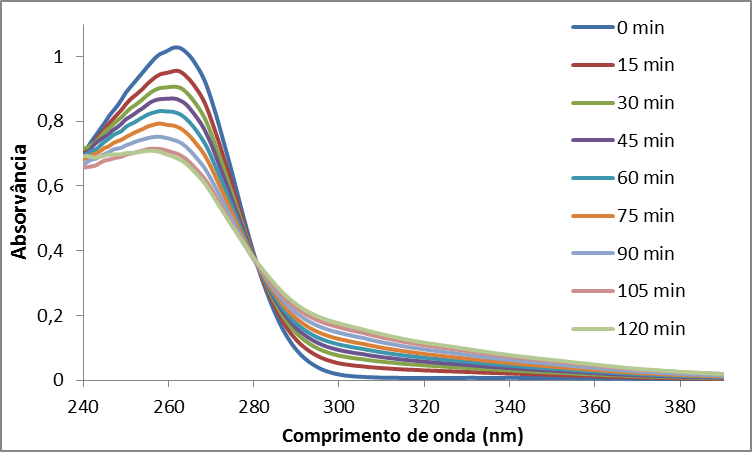 1
0,8
0,6
0,4
0,2
0
Absorvância
240 260 280 300 320 340 360 380
Comprimento de onda (nm)
0 min
15 min
30 min
45 min
60 min
75 min
90 min
105 min
120 min